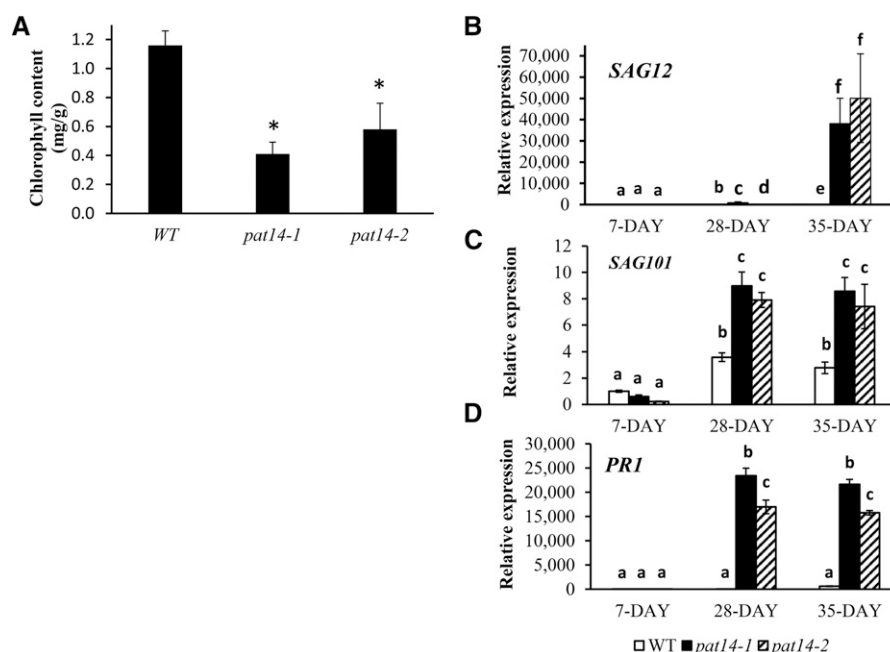 A
Chlorophyll content
(mg/g)
1.2
1.0
0.8
0.6
0.4
0.2
0.0
*
*
WT
pat14-1
pat14-2
B
Relative expression
70,000
60,000
50,000
40,000
30,000
20,000
10,000
0
SAG12
a a a
b c d
e f f
7-DAY 28-DAY 35-DAY
C
Relative expression
12
10
8
6
4
2
0
SAG101
a a a
b c c
b c c
7-DAY 28-DAY 35-DAY
D
Relative expression
30,000
25,000
20,000
15,000
10,000
5,000
0
PR1
a a a
a b c
a b c
7-DAY 28-DAY 35-DAY
WT pat14-1 pat14-2